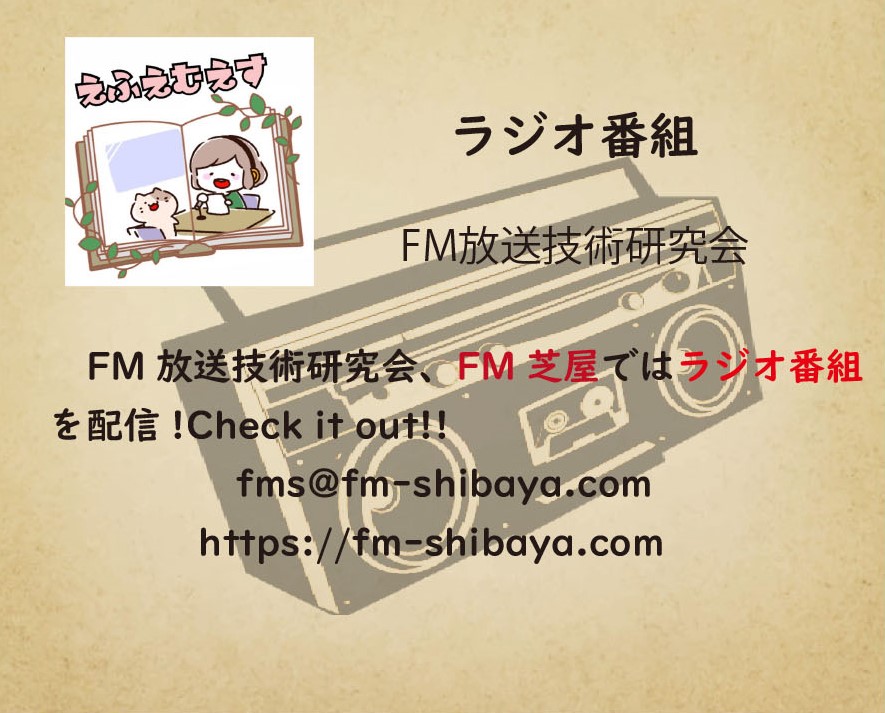 えふえむえす
ラジオ番組
FM放送技術研究会
FM 放送技術研究会、FM 芝屋ではラジオ番組
を配信 !Check it out!!
fms@fm-shibaya.com
https://fm-shibaya.com